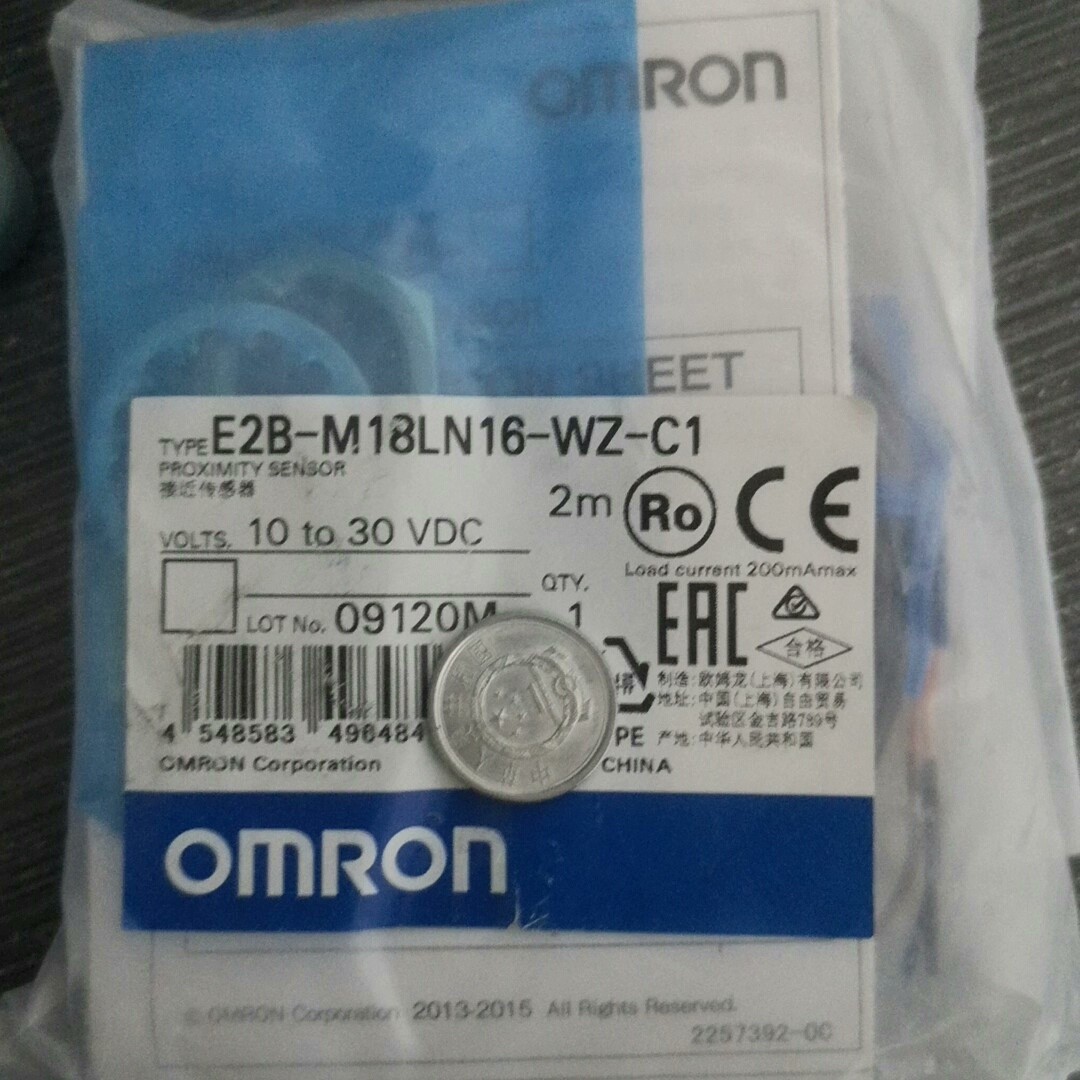 OMRON
EET
TYPE E2B-M18LN16-WZ-C1
PROXIMITY SENSOR
接近传感器
2m
Ro
CE
VOLTS. 10 to 30 VDC
Load current 200mAmax
QTY.
1
LOT No. 09120M
EAC
合格
制造:欧姆龙(上海)有限公司
地址:中国(上海)自由贸易
试验区金吉路789号
产地:中华人民共和国
4 548583 496484
PE
OMRON Corporation
CHINA
OMRON
© OMRON Corporation 2013-2015 All Rights Reserved.
2257392-0C